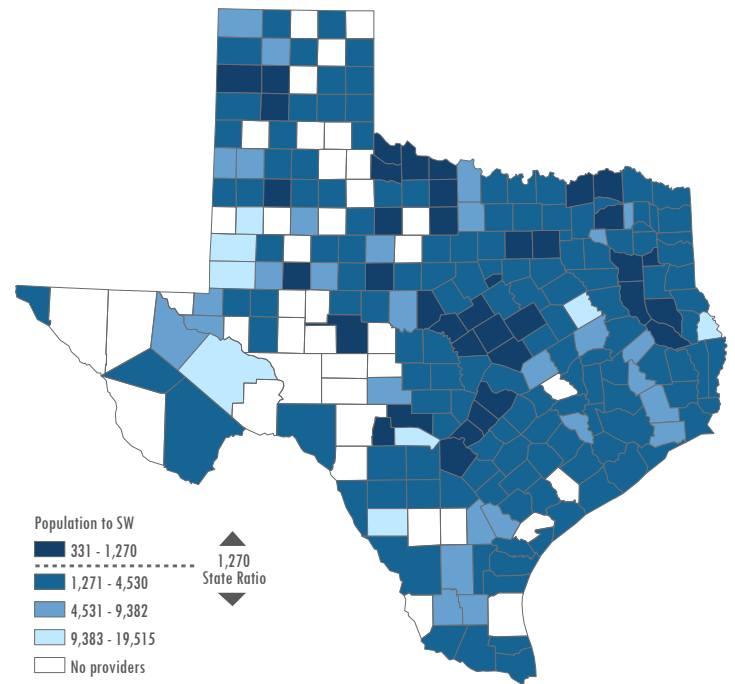 Population to SW
331 - 1,270
1,271 - 4,530
4,531 - 9,382
9,383 - 19,515
No providers
1,270
State Ratio